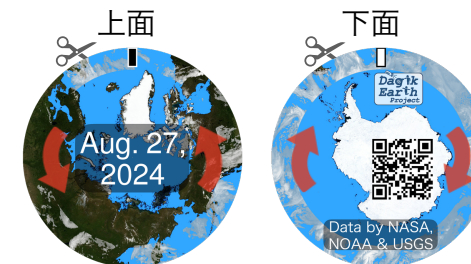 上面
下面
Dagik
Earth
Project
Aug. 27,
2024
Data by NASA,
NOAA & USGS